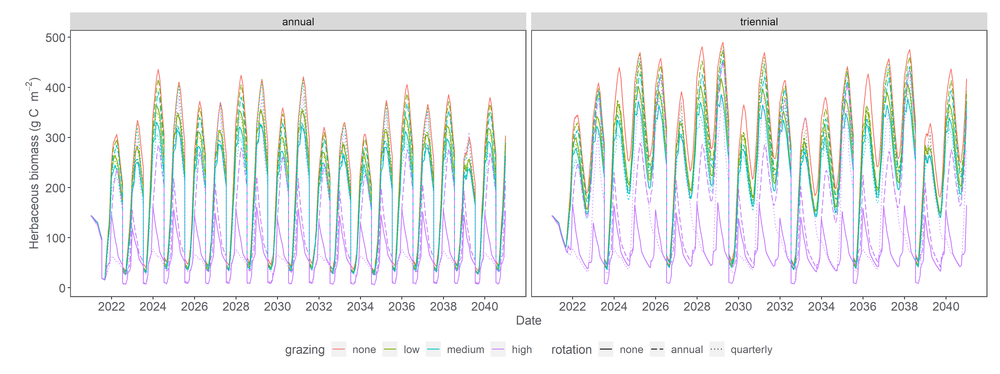 annual triennial
500
400
300
200
100
0
Herbaceous biomass (g C m⁻²)
2022 2024 2026 2028 2030 2032 2034 2036 2038 2040 2022 2024 2026 2028 2030 2032 2034 2036 2038 2040
Date
grazing none low medium high rotation none annual quarterly